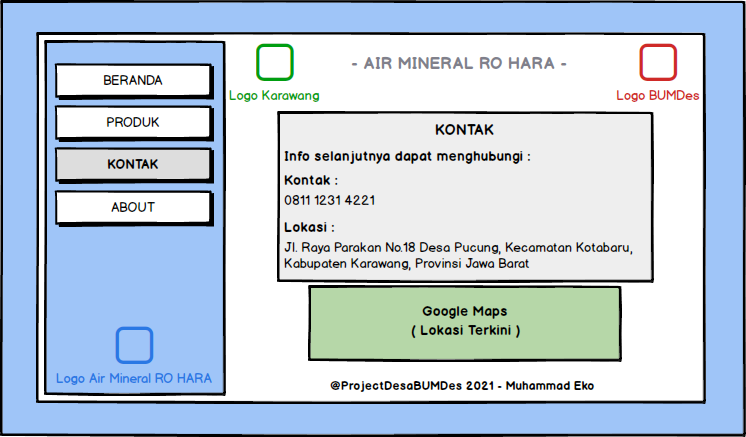 BERANDA
PRODUK
KONTAK
ABOUT
Logo Air Mineral RO HARA
Logo Karawang
- AIR MINERAL RO HARA -
Logo BUMDes
KONTAK
Info selanjutnya dapat menghubungi :
Kontak :
0811 1231 4221
Lokasi :
Jl. Raya Parakan No.18 Desa Pucung, Kecamatan Kotabaru,
Kabupaten Karawang, Provinsi Jawa Barat
Google Maps
( Lokasi Terkini )
@ProjectDesaBUMDes 2021 - Muhammad Eko